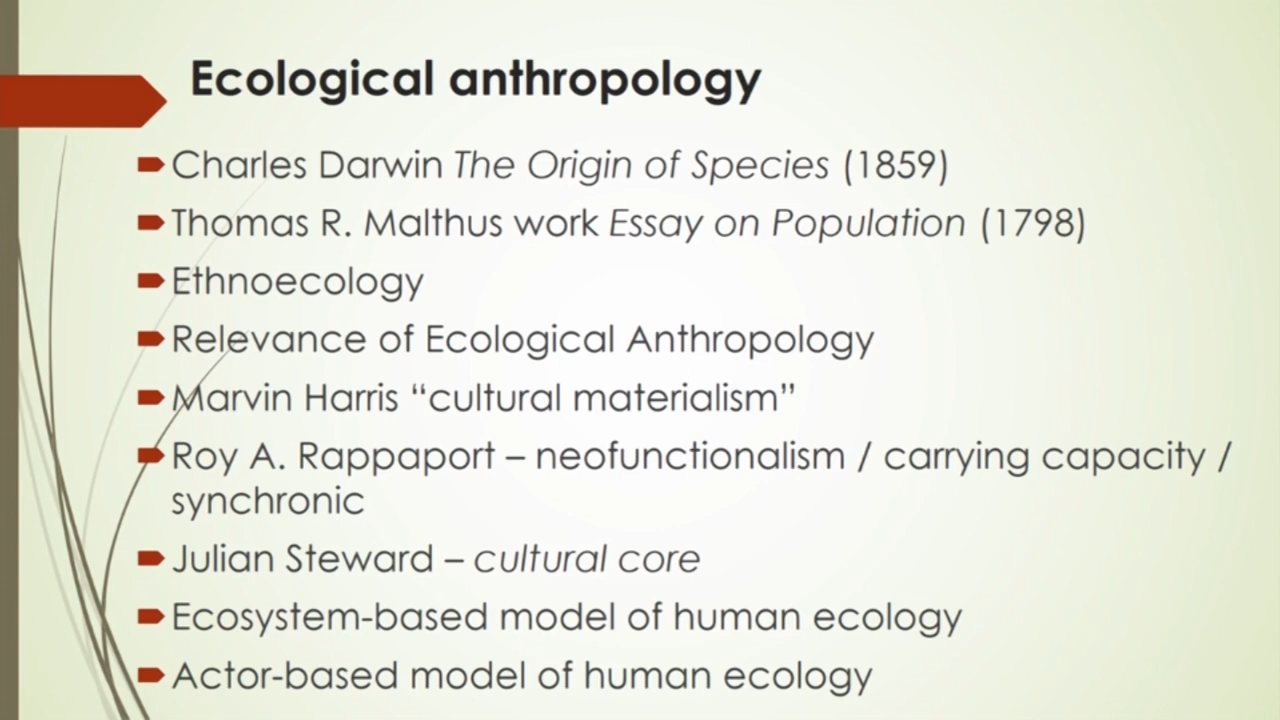 Ecological anthropology
Charles Darwin The Origin of Species (1859)
Thomas R. Malthus work Essay on Population (1798)
Ethnoecology
Relevance of Ecological Anthropology
Marvin Harris “cultural materialism”
Roy A. Rappaport – neofunctionalism / carrying capacity /
synchronic
Julian Steward – cultural core
Ecosystem-based model of human ecology
Actor-based model of human ecology